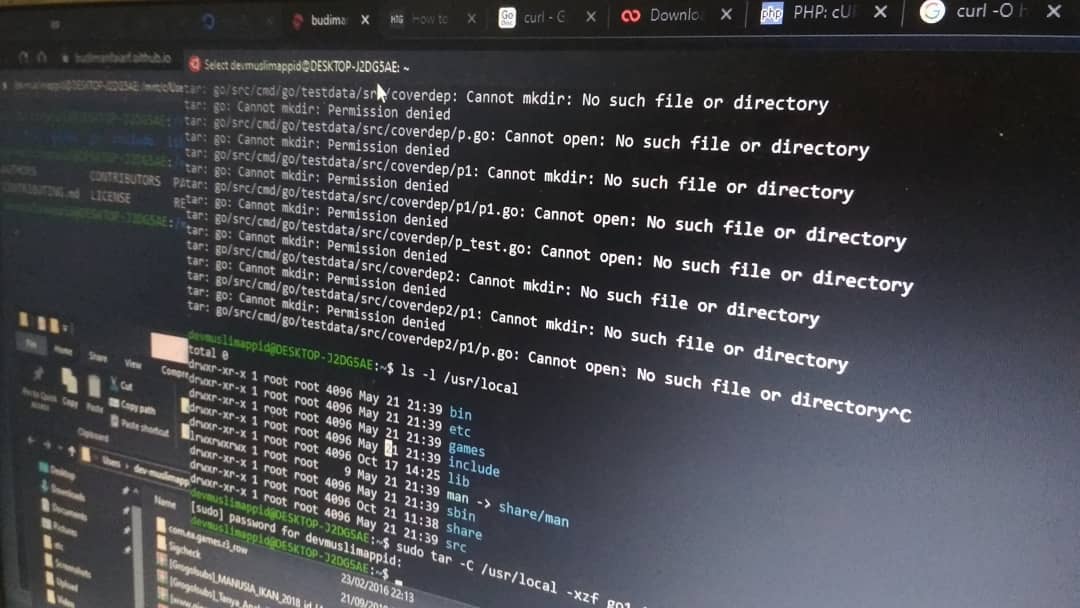 budima
How to
curl - G
Downlo
PHP: cUR
curl -O h
budimanfajarf.github.io
Select devmuslimappid@DESKTOP-J2DG5AE: ~
tar: go/src/cmd/go/testdata/src/coverdep: Cannot mkdir: No such file or directory
tar: go: Cannot mkdir: Permission denied
tar: go/src/cmd/go/testdata/src/coverdep/p.go: Cannot open: No such file or directory
tar: go: Cannot mkdir: Permission denied
tar: go/src/cmd/go/testdata/src/coverdep/p1: Cannot mkdir: No such file or directory
tar: go: Cannot mkdir: Permission denied
tar: go/src/cmd/go/testdata/src/coverdep/p1/p1.go: Cannot open: No such file or directory
tar: go: Cannot mkdir: Permission denied
tar: go/src/cmd/go/testdata/src/coverdep/p_test.go: Cannot open: No such file or directory
tar: go: Cannot mkdir: Permission denied
tar: go/src/cmd/go/testdata/src/coverdep2: Cannot mkdir: No such file or directory
tar: go: Cannot mkdir: Permission denied
tar: go/src/cmd/go/testdata/src/coverdep2/p1: Cannot mkdir: No such file or directory
tar: go: Cannot mkdir: Permission denied
tar: go/src/cmd/go/testdata/src/coverdep2/p1/p.go: Cannot open: No such file or directory^C
devmuslimappid@DESKTOP-J2DG5AE:~$ ls -l /usr/local
total 0
drwxr-xr-x 1 root root 4096 May 21 21:39 bin
drwxr-xr-x 1 root root 4096 May 21 21:39 etc
drwxr-xr-x 1 root root 4096 May 21 21:39 games
drwxr-xr-x 1 root root 4096 May 21 21:39 include
drwxr-xr-x 1 root root 4096 Oct 17 14:25 lib
lrwxrwxrwx 1 root root 9 May 21 21:39 man -> share/man
drwxr-xr-x 1 root root 4096 May 21 21:39 sbin
drwxr-xr-x 1 root root 4096 Oct 21 11:38 share
drwxr-xr-x 1 root root 4096 May 21 21:39 src
devmuslimappid@DESKTOP-J2DG5AE:~$ sudo tar -C /usr/local -xzf go1
[sudo] password for devmuslimappid:
devmuslimappid@DESKTOP-J2DG5AE:~$
CONTRIBUTORS PA
CONTRIBUTING.md LICENSE RE
File Home Share View
Compre
Copy Paste
Cut
Copy path
Paste shortcut
Clipboard
Users dev-muslimapp
Desktop
Downloads
Documents
Pictures
Screenshots
Upload
Video
Name
com.ea.games.r3_row
Sigcheck
23/02/2016 22:13
21/09/201